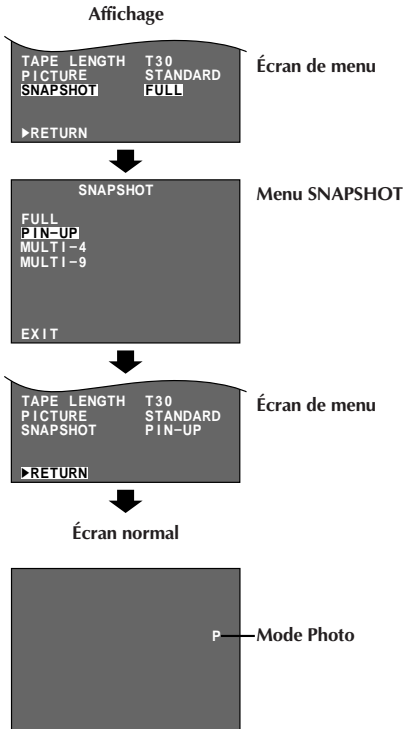 Affichage
TAPE LENGTH T30
PICTURE STANDARD
SNAPSHOT FULL
▶RETURN
Écran de menu
SNAPSHOT
FULL
PIN–UP
MULTI–4
MULTI–9
EXIT
Menu SNAPSHOT
TAPE LENGTH T30
PICTURE STANDARD
SNAPSHOT PIN–UP
▶RETURN
Écran de menu
Écran normal
P
Mode Photo